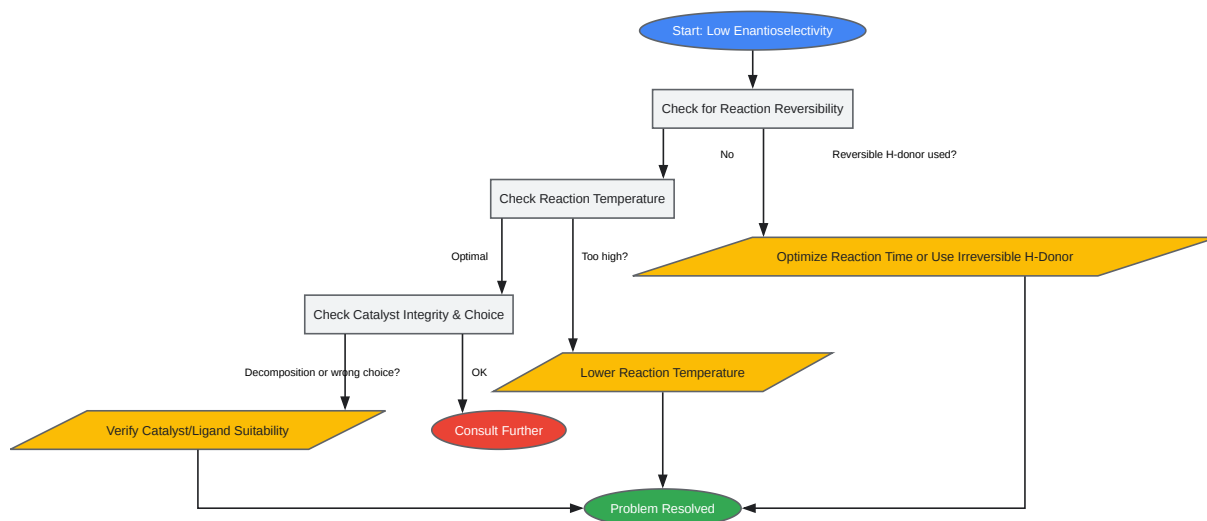 Start: Low Enantioselectivity
Check for Reaction Reversibility
No
Reversible H-donor used?
Check Reaction Temperature
Optimal
Too high?
Optimize Reaction Time or Use Irreversible H-Donor
Check Catalyst Integrity & Choice
Decomposition or wrong choice?
OK
Lower Reaction Temperature
Verify Catalyst/Ligand Suitability
Consult Further
Problem Resolved